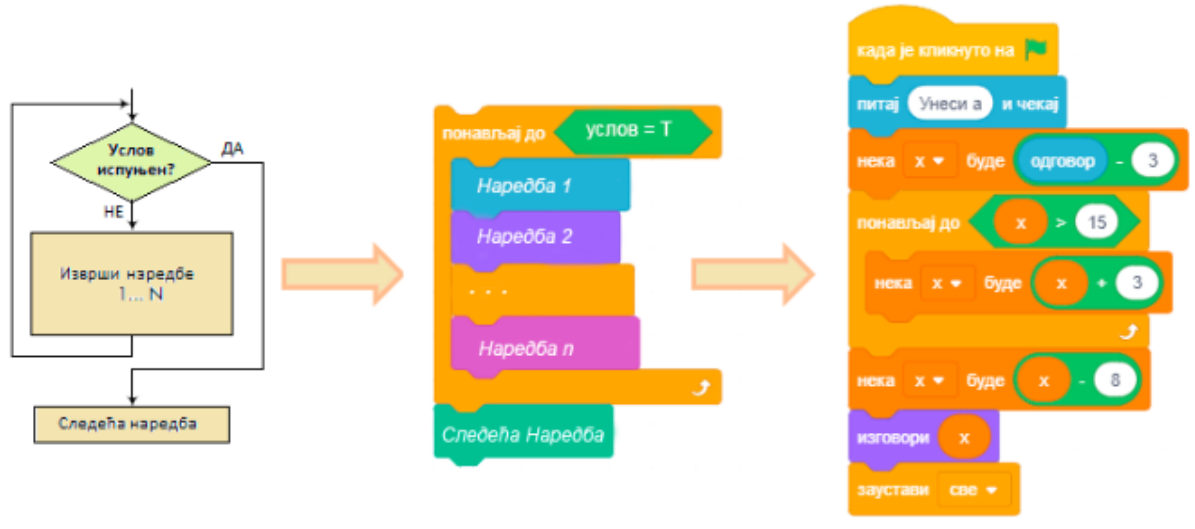 Услов
испуњен?
ДА
НЕ
Изврши наредбе
1... N
Следећа наредба
понављај до услов = T
Наредба 1
Наредба 2
. . .
Наредба n
Следећа Наредба
када је кликнуто на
питај Унеси а и чекај
нека x буде одговор - 3
понављај до x > 15
нека x буде x + 3
нека x буде x - 8
изговори x
заустави све